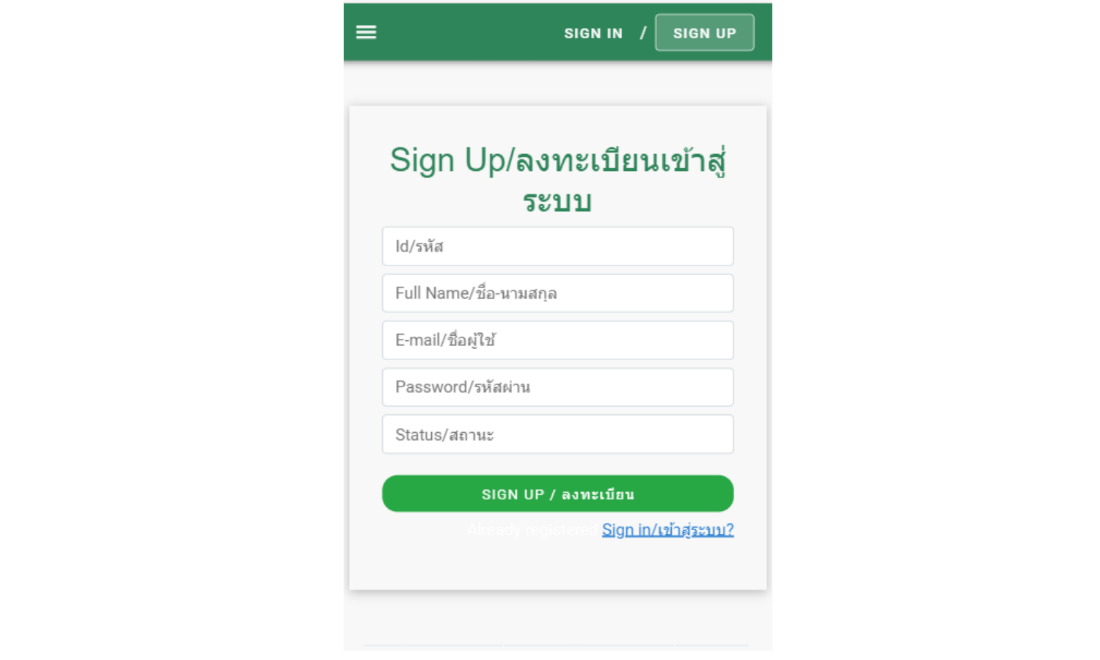 SIGN IN / SIGN UP
Sign Up/ลงทะเบียนเข้าสู่
ระบบ
Id/รหัส
Full Name/ชื่อ-นามสกุล
E-mail/ชื่อผู้ใช้
Password/รหัสผ่าน
Status/สถานะ
SIGN UP / ลงทะเบียน
Already registered Sign in/เข้าสู่ระบบ?